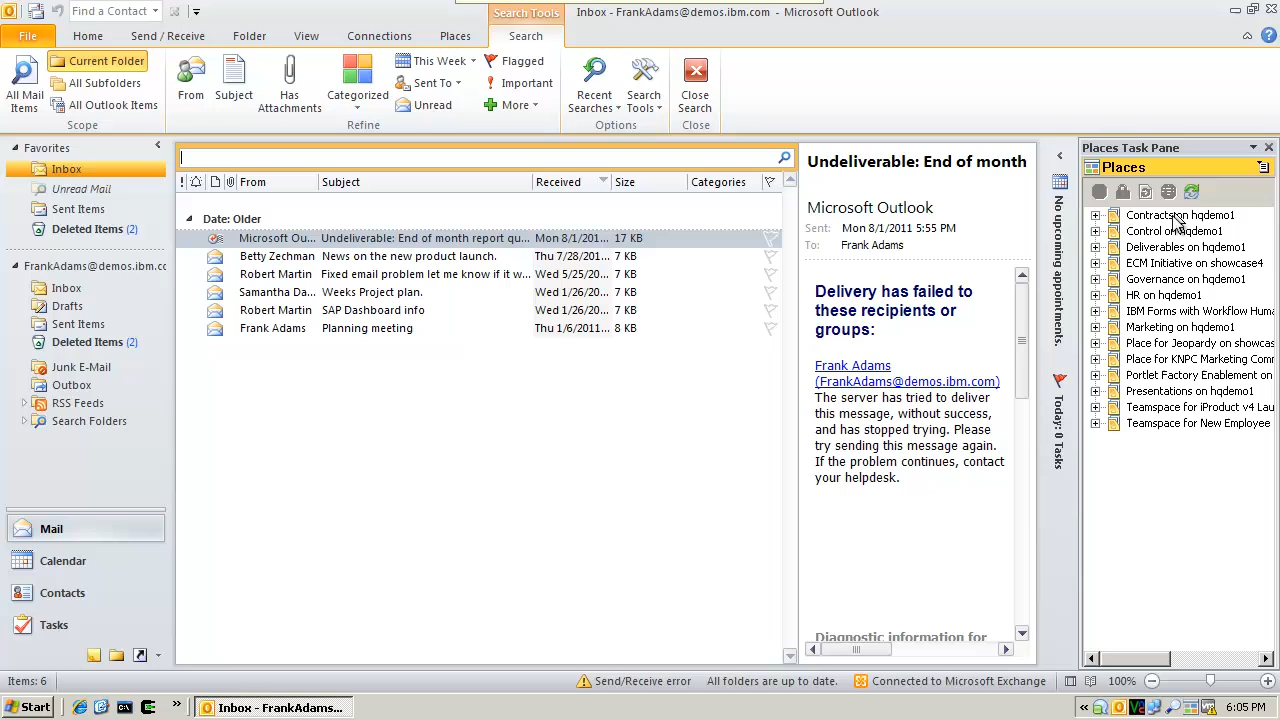 Find a Contact
Search Tools
Inbox - FrankAdams@demos.ibm.com - Microsoft Outlook
File
Home
Send / Receive
Folder
View
Connections
Places
Search
All Mail
Items
Current Folder
All Subfolders
All Outlook Items
Scope
From
Subject
Has
Attachments
Categorized
This Week
Sent To
Unread
Flagged
Important
More
Refine
Recent
Searches
Search
Tools
Options
Close
Search
Close
Favorites
Inbox
Unread Mail
Sent Items
Deleted Items (2)
FrankAdams@demos.ibm.co
Inbox
Drafts
Sent Items
Deleted Items (2)
Junk E-Mail
Outbox
RSS Feeds
Search Folders
Mail
Calendar
Contacts
Tasks
From Subject Received Size Categories
Date: Older
Microsoft Ou... Undeliverable: End of month report qu... Mon 8/1/201... 17 KB
Betty Zechman News on the new product launch. Thu 7/28/201... 7 KB
Robert Martin Fixed email problem let me know if it w... Wed 5/25/20... 7 KB
Samantha Da... Weeks Project plan. Wed 1/26/20... 7 KB
Robert Martin SAP Dashboard info Wed 1/26/20... 7 KB
Frank Adams Planning meeting Thu 1/6/2011... 8 KB
Undeliverable: End of month
Microsoft Outlook
Sent: Mon 8/1/2011 5:55 PM
To: Frank Adams
Delivery has failed to
these recipients or
groups:
Frank Adams
(FrankAdams@demos.ibm.com)
The server has tried to deliver
this message, without success,
and has stopped trying. Please
try sending this message again.
If the problem continues, contact
your helpdesk.
Diagnostic information for
No upcoming appointments.
Today: 0 Tasks
Places Task Pane
Places
Contracts on hqdemo1
Control on hqdemo1
Deliverables on hqdemo1
ECM Initiative on showcase4
Governance on hqdemo1
HR on hqdemo1
IBM Forms with Workflow Huma
Marketing on hqdemo1
Place for Jeopardy on showcas
Place for KNPC Marketing Comm
Portlet Factory Enablement on
Presentations on hqdemo1
Teamspace for iProduct v4 Lau
Teamspace for New Employee
Items: 6
Send/Receive error
All folders are up to date.
Connected to Microsoft Exchange
100%
Start
Inbox - FrankAdams...
6:05 PM